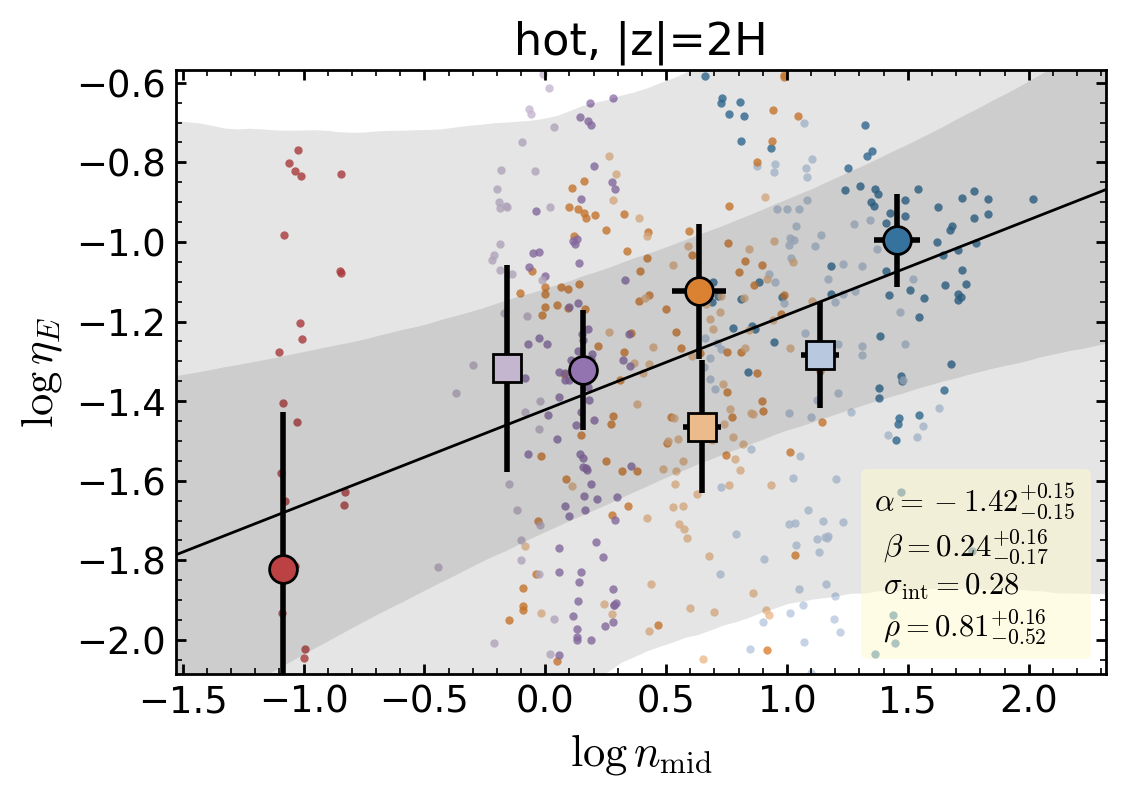 hot, |z|=2H
−0.6
−0.8
−1.0
−1.2
−1.4
−1.6
−1.8
−2.0
log η_E
α = −1.42^{+0.15}_{−0.15}
β = 0.24^{+0.16}_{−0.17}
σ_int = 0.28
ρ = 0.81^{+0.16}_{−0.52}
−1.5 −1.0 −0.5 0.0 0.5 1.0 1.5 2.0
log n_mid